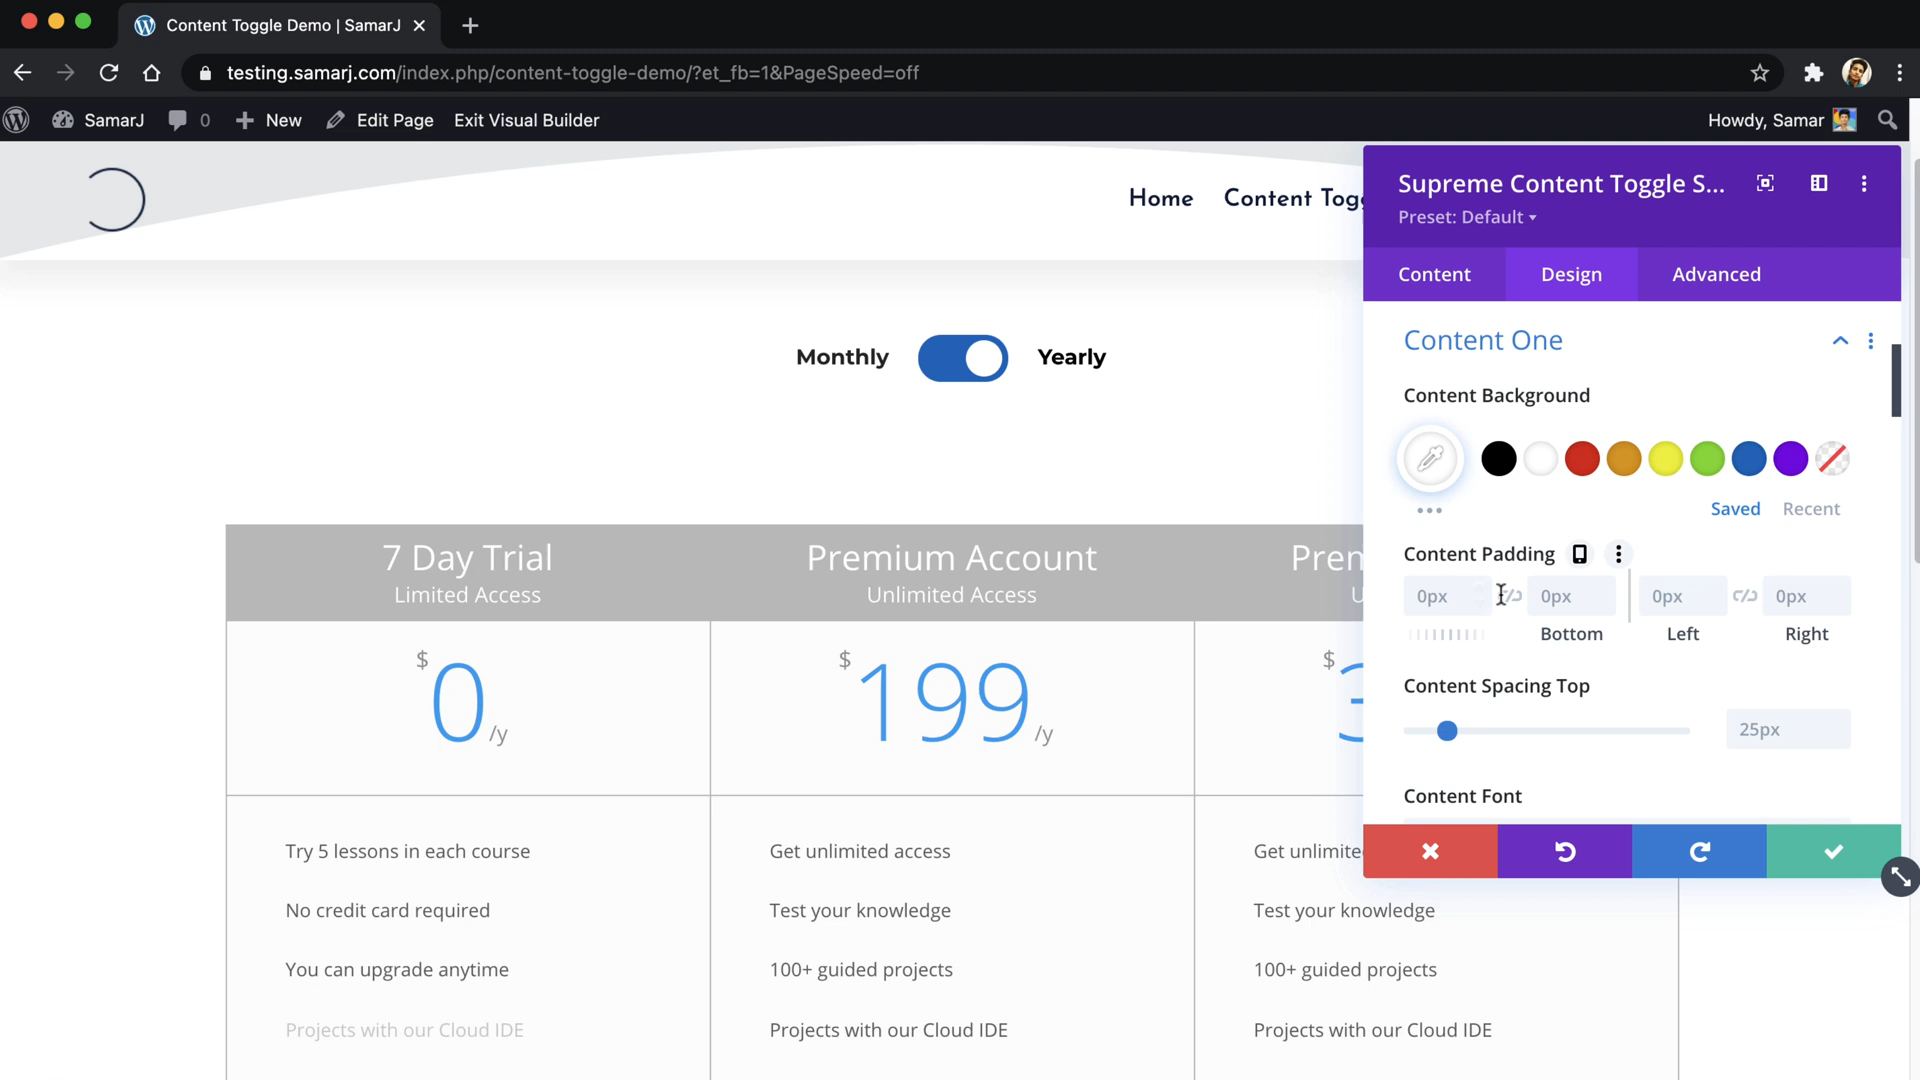 Content Toggle Demo | SamarJ
testing.samarj.com/index.php/content-toggle-demo/?et_fb=1&PageSpeed=off
SamarJ 0 New Edit Page Exit Visual Builder Howdy, Samar
Home Content Togg
Supreme Content Toggle S...
Preset: Default
Content Design Advanced
Monthly Yearly
Content One
Content Background
Saved Recent
Content Padding
0px 0px 0px 0px
Bottom Left Right
Content Spacing Top
25px
Content Font
7 Day Trial
Limited Access
$0/y
Try 5 lessons in each course
No credit card required
You can upgrade anytime
Projects with our Cloud IDE
Premium Account
Unlimited Access
$199/y
Get unlimited access
Test your knowledge
100+ guided projects
Projects with our Cloud IDE
Prem
U
$3
Get unlimite
Test your knowledge
100+ guided projects
Projects with our Cloud IDE